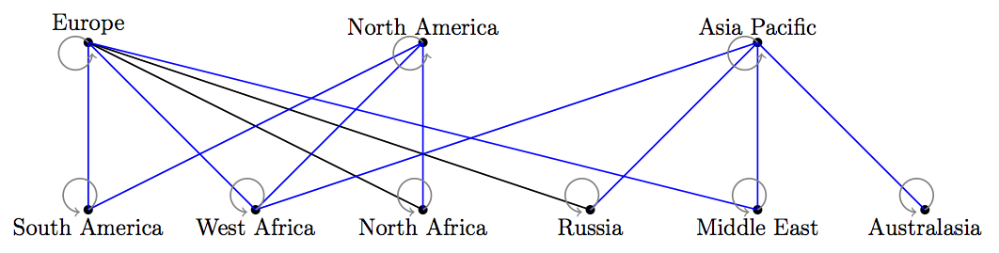 Europe
North America
Asia Pacific
South America
West Africa
North Africa
Russia
Middle East
Australasia